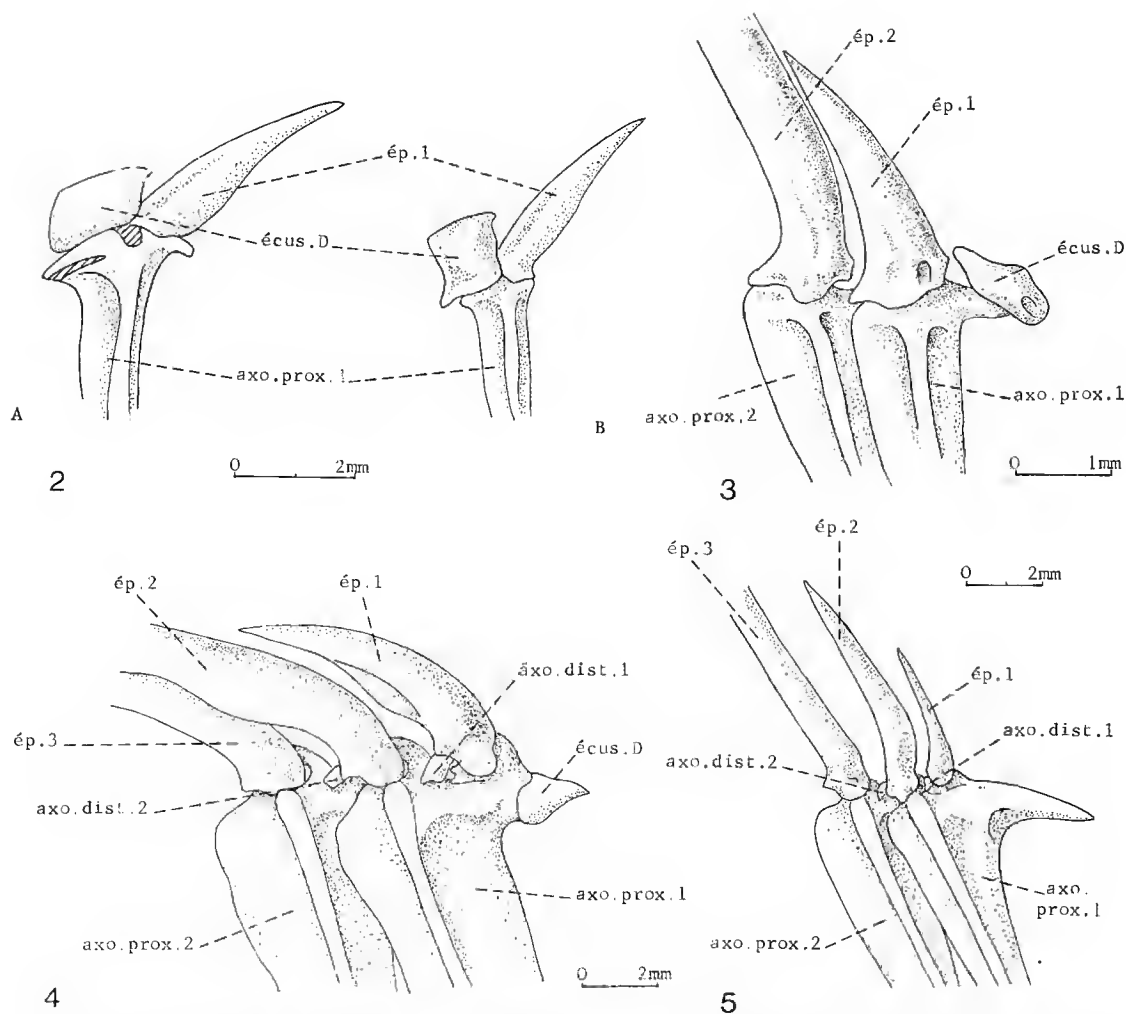 ép.1
écus.D
axo.prox.1
A
0 2mm
2
ép.2
ép.1
écus.D
axo.prox.1
axo.prox,2
B
0 1mm
3
ép.2
ép.1
axo.dist.1
ép.3
écus.D
axo.dist.2
axo.prox.1
axo.prox.2
0 2mm
4
ép.2
ép.3
0 2mm
ép.1
axo.dist.1
axo.dist.2
axo.
prox.1
axo.prox.2
5